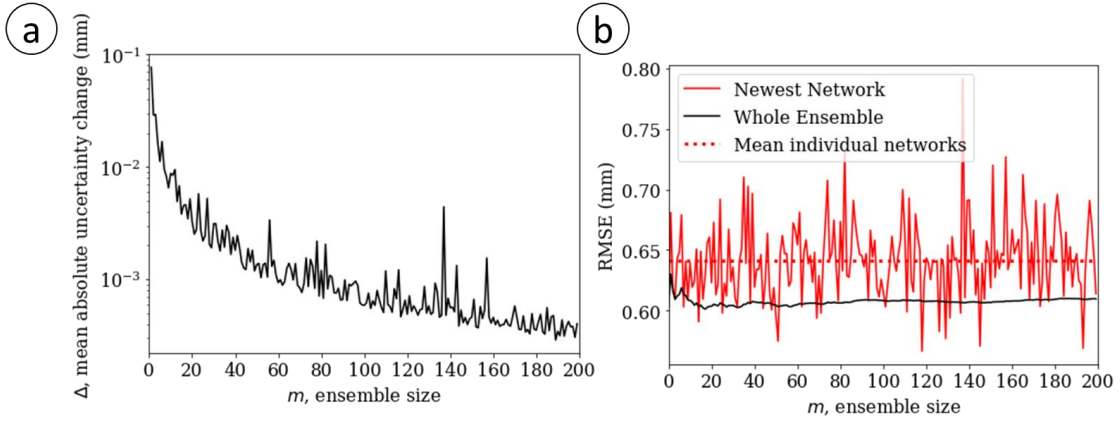 a
Δ, mean absolute uncertainty change (mm)
10⁻¹
10⁻²
10⁻³
0 20 40 60 80 100 120 140 160 180 200
m, ensemble size
b
RMSE (mm)
0.80
0.75
0.70
0.65
0.60
Newest Network
Whole Ensemble
Mean individual networks
0 20 40 60 80 100 120 140 160 180 200
m, ensemble size